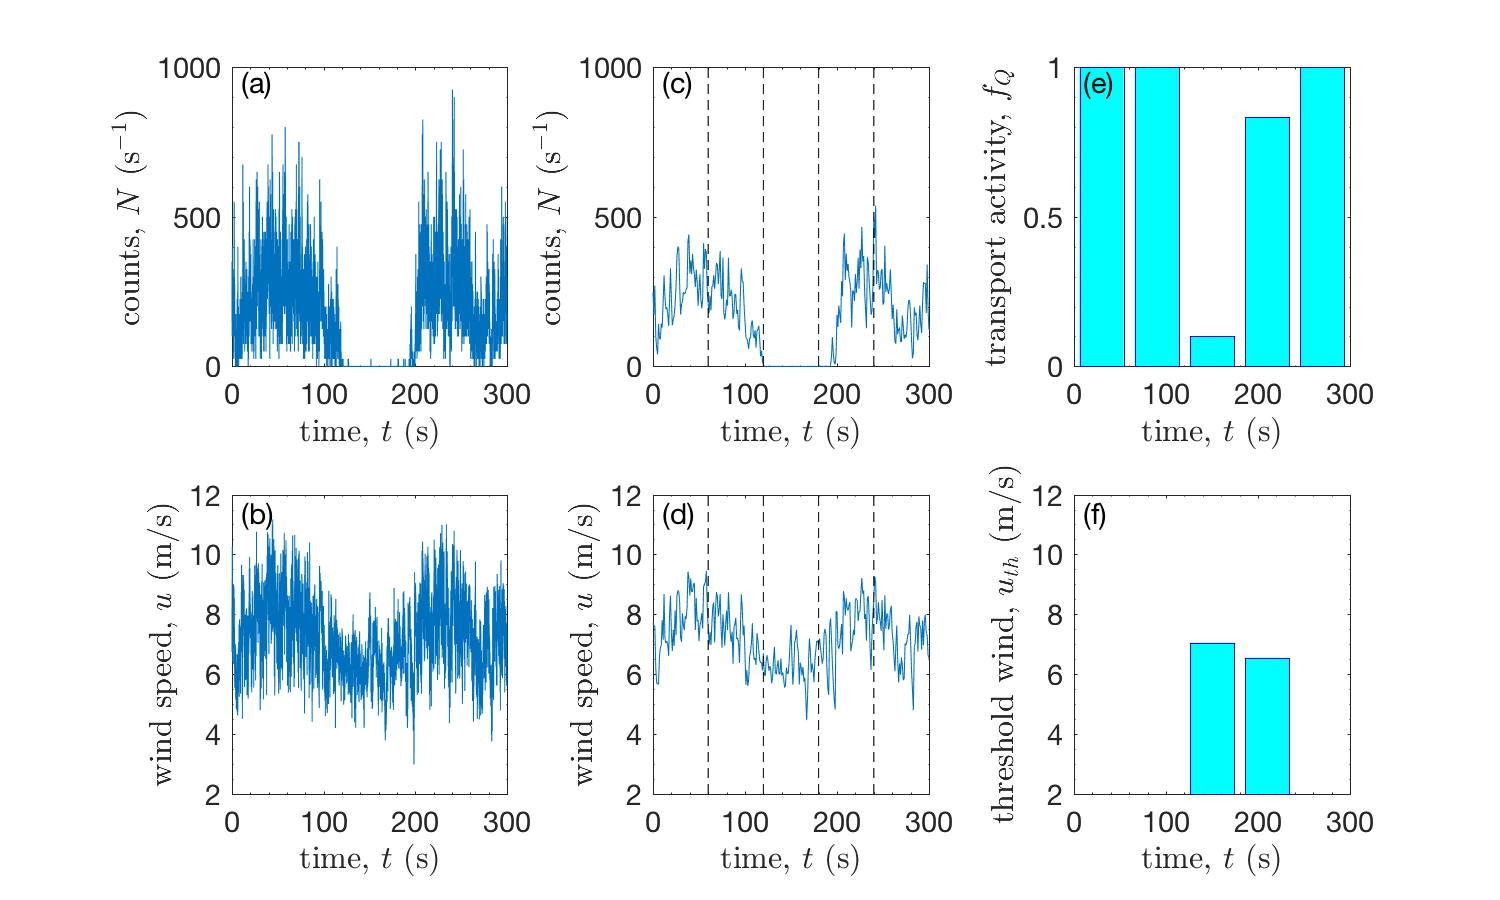 (a)
1000
500
0
counts, N (s⁻¹)
0 100 200 300
time, t (s)
(c)
1000
500
0
counts, N (s⁻¹)
0 100 200 300
time, t (s)
(e)
1
0.5
0
transport activity, f_Q
0 100 200 300
time, t (s)
(b)
12
10
8
6
4
2
wind speed, u (m/s)
0 100 200 300
time, t (s)
(d)
12
10
8
6
4
2
wind speed, u (m/s)
0 100 200 300
time, t (s)
(f)
12
10
8
6
4
2
threshold wind, u_{th} (m/s)
0 100 200 300
time, t (s)